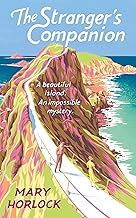 The
Stranger's
Companion
A beautiful
island.
An impossible
mystery.
MARY
HORLOCK